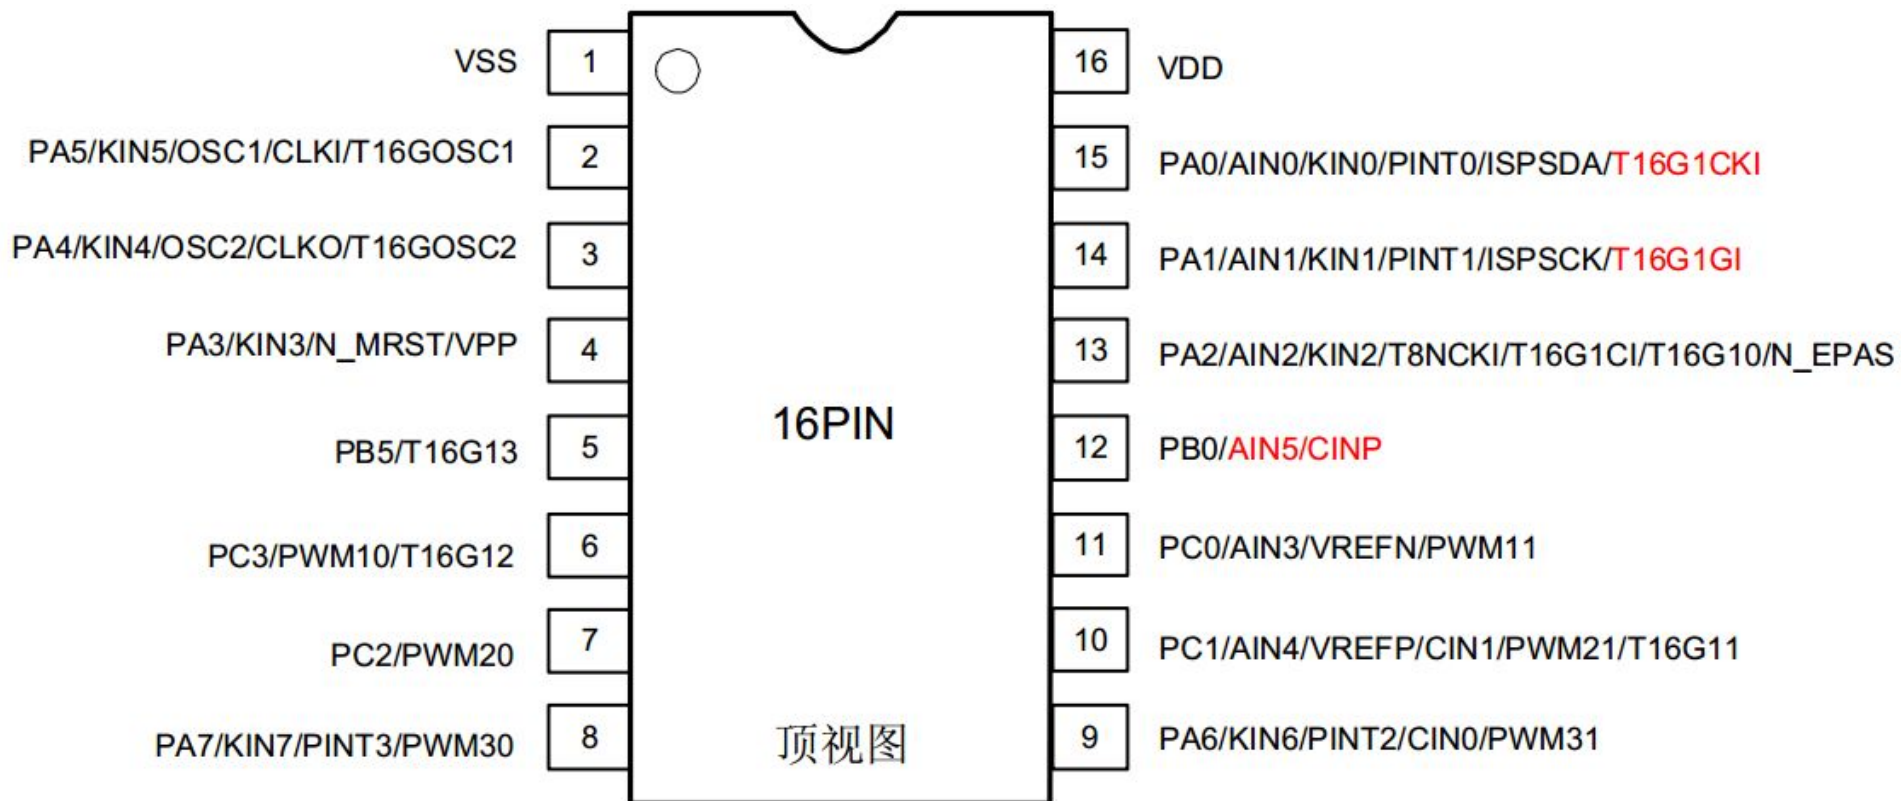 VSS 1 16 VDD
PA5/KIN5/OSC1/CLKI/T16GOSC1 2 15 PA0/AIN0/KIN0/PINT0/ISPSDA/T16G1CKI
PA4/KIN4/OSC2/CLKO/T16GOSC2 3 14 PA1/AIN1/KIN1/PINT1/ISPSCK/T16G1GI
PA3/KIN3/N_MRST/VPP 4 13 PA2/AIN2/KIN2/T8NCKI/T16G1CI/T16G10/N_EPAS
16PIN
PB5/T16G13 5 12 PB0/AIN5/CINP
PC3/PWM10/T16G12 6 11 PC0/AIN3/VREFN/PWM11
PC2/PWM20 7 10 PC1/AIN4/VREFP/CIN1/PWM21/T16G11
PA7/KIN7/PINT3/PWM30 8 顶视图 9 PA6/KIN6/PINT2/CIN0/PWM31